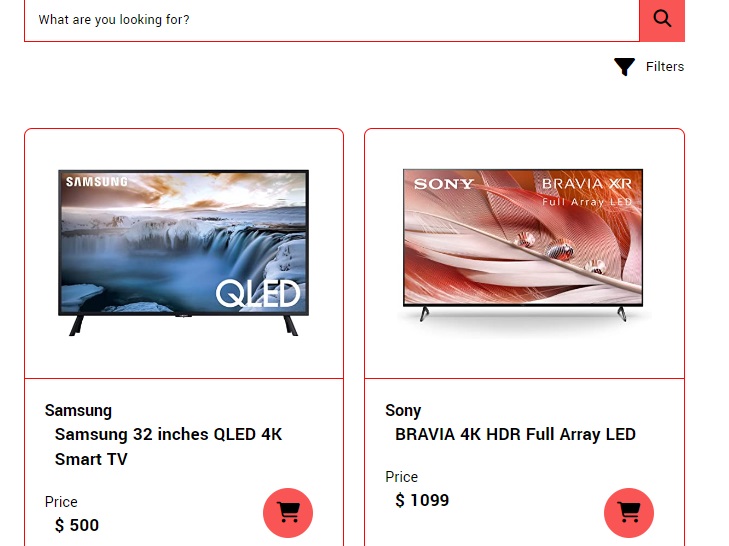 What are you looking for?
Filters
SAMSUNG
QLED
SONY
BRAVIA XR
Full Array LED
Samsung
Samsung 32 inches QLED 4K
Smart TV
Price
$ 500
Sony
BRAVIA 4K HDR Full Array LED
Price
$ 1099